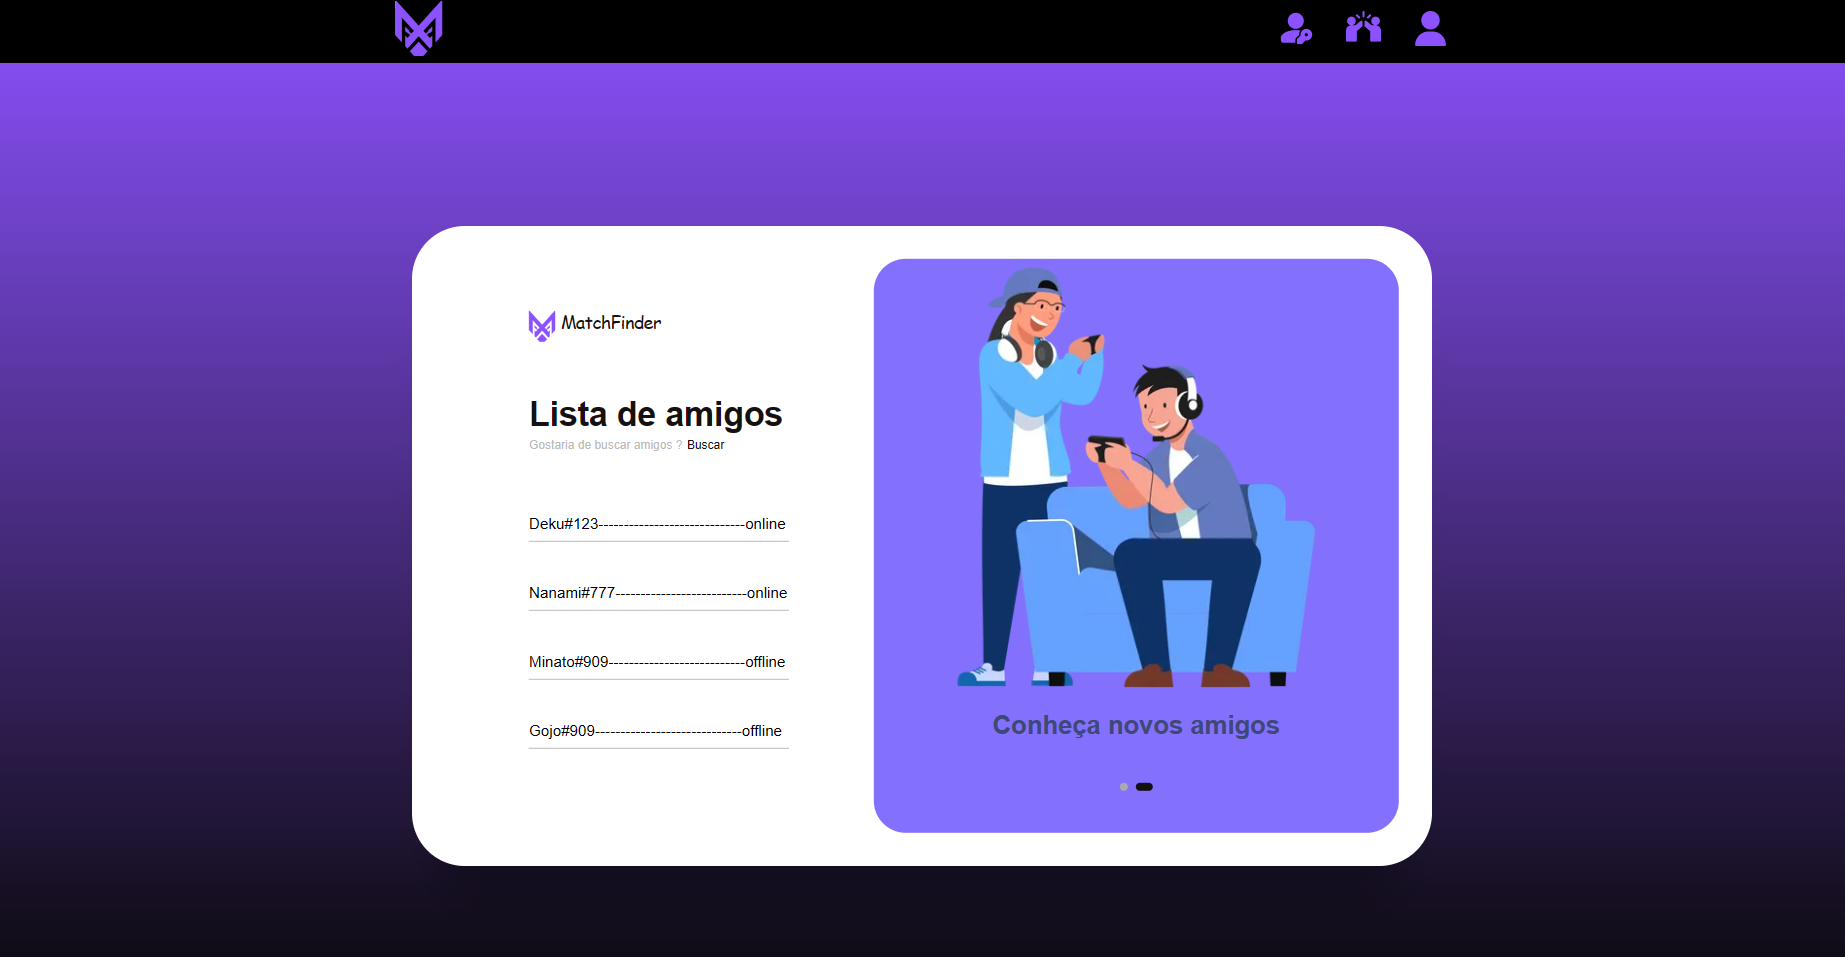 MatchFinder
Lista de amigos
Gostaria de buscar amigos ? Buscar
Deku#123-----------------------------online
Nanami#777--------------------------online
Minato#909---------------------------offline
Gojo#909-----------------------------offline
Conheça novos amigos